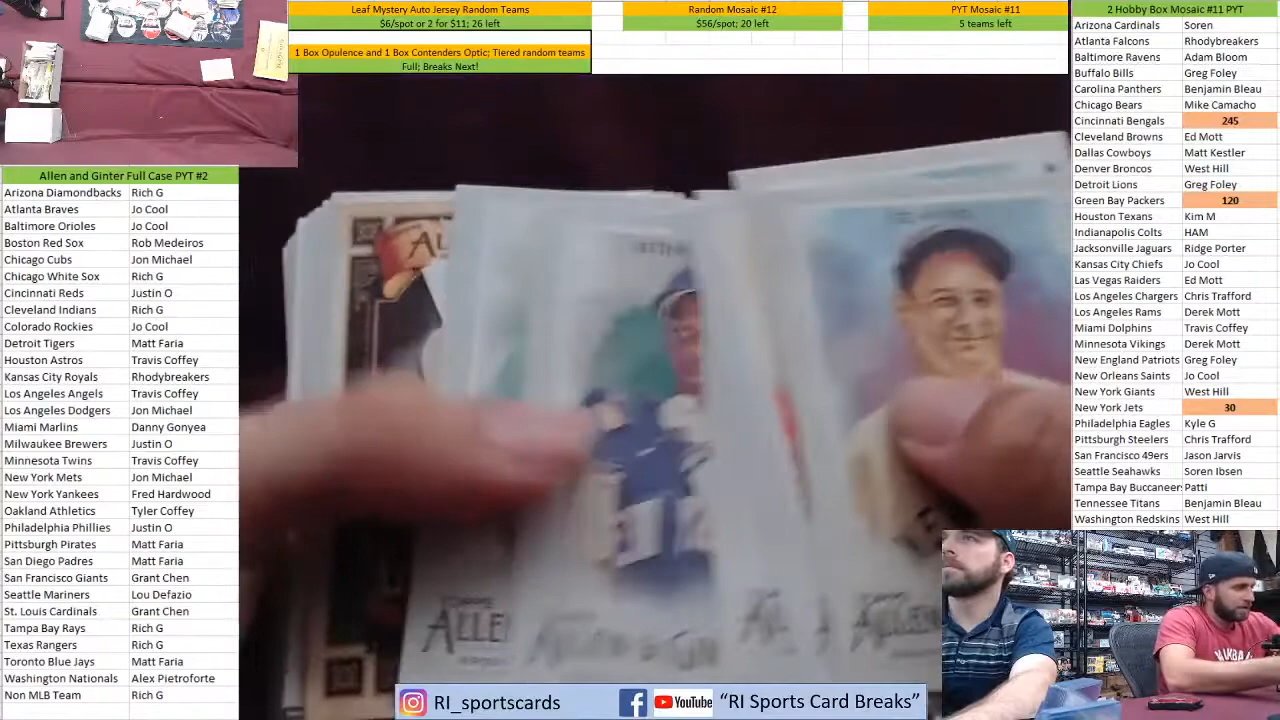 Leaf Mystery Auto Jersey Random Teams
$6/spot or 2 for $11; 26 left
1 Box Opulence and 1 Box Contenders Optic; Tiered random teams
Full; Breaks Next!
Random Mosaic #12
$56/spot; 20 left
PYT Mosaic #11
5 teams left
2 Hobby Box Mosaic #11 PYT
Arizona Cardinals Soren
Atlanta Falcons Rhodybreakers
Baltimore Ravens Adam Bloom
Buffalo Bills Greg Foley
Carolina Panthers Benjamin Bleau
Chicago Bears Mike Camacho
Cincinnati Bengals 245
Cleveland Browns Ed Mott
Dallas Cowboys Matt Kestler
Denver Broncos West Hill
Detroit Lions Greg Foley
Green Bay Packers 120
Houston Texans Kim M
Indianapolis Colts HAM
Jacksonville Jaguars Ridge Porter
Kansas City Chiefs Jo Cool
Las Vegas Raiders Ed Mott
Los Angeles Chargers Chris Trafford
Los Angeles Rams Derek Mott
Miami Dolphins Travis Coffey
Minnesota Vikings Derek Mott
New England Patriots Greg Foley
New Orleans Saints Jo Cool
New York Giants West Hill
New York Jets 30
Philadelphia Eagles Kyle G
Pittsburgh Steelers Chris Trafford
San Francisco 49ers Jason Jarvis
Seattle Seahawks Soren Ibsen
Tampa Bay Buccaneer: Patti
Tennessee Titans Benjamin Bleau
Washington Redskins West Hill
Allen and Ginter Full Case PYT #2
Arizona Diamondbacks Rich G
Atlanta Braves Jo Cool
Baltimore Orioles Jo Cool
Boston Red Sox Rob Medeiros
Chicago Cubs Jon Michael
Chicago White Sox Rich G
Cincinnati Reds Justin O
Cleveland Indians Rich G
Colorado Rockies Jo Cool
Detroit Tigers Matt Faria
Houston Astros Travis Coffey
Kansas City Royals Rhodybreakers
Los Angeles Angels Travis Coffey
Los Angeles Dodgers Jon Michael
Miami Marlins Danny Gonyea
Milwaukee Brewers Justin O
Minnesota Twins Travis Coffey
New York Mets Jon Michael
New York Yankees Fred Hardwood
Oakland Athletics Tyler Coffey
Philadelphia Phillies Justin O
Pittsburgh Pirates Matt Faria
San Diego Padres Matt Faria
San Francisco Giants Grant Chen
Seattle Mariners Lou Defazio
St. Louis Cardinals Grant Chen
Tampa Bay Rays Rich G
Texas Rangers Rich G
Toronto Blue Jays Matt Faria
Washington Nationals Alex Pietroforte
Non MLB Team Rich G
RI_sportscards
YouTube
“RI Sports Card Breaks”